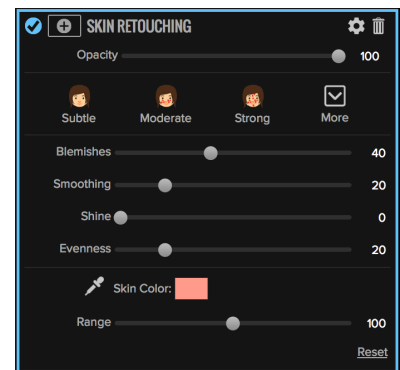 SKIN RETOUCHING
Opacity 100
Subtle Moderate Strong More
Blemishes 40
Smoothing 20
Shine 0
Evenness 20
Skin Color:
Range 100
Reset